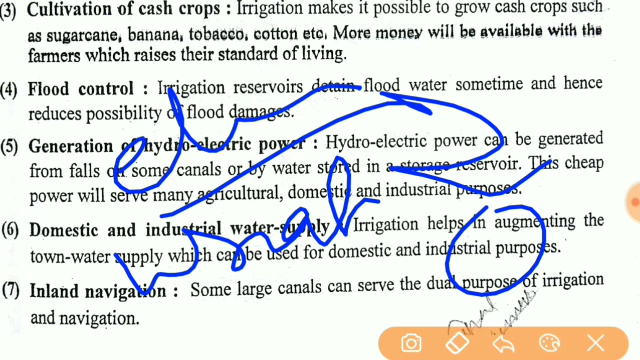 (3) Cultivation of cash crops : Irrigation makes it possible to grow cash crops such
as sugarcane, banana, tobacco, cotton etc. More money will be available with the
farmers which raises their standard of living.
(4) Flood control : Irrigation reservoirs detain flood water sometime and hence
reduces possibility of flood damages.
(5) Generation of hydro-electric power : Hydro-electric power can be generated
from falls on some canals or by water stored in a storage reservoir. This cheap
power will serve many agricultural, domestic and industrial purposes.
(6) Domestic and industrial water-supply : Irrigation helps in augmenting the
town-water supply which can be used for domestic and industrial purposes.
(7) Inland navigation : Some large canals can serve the dual purpose of irrigation
and navigation.